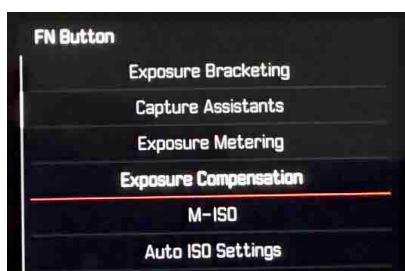 FN Button
Exposure Bracketing
Capture Assistants
Exposure Metering
Exposure Compensation
M-ISO
Auto ISO Settings